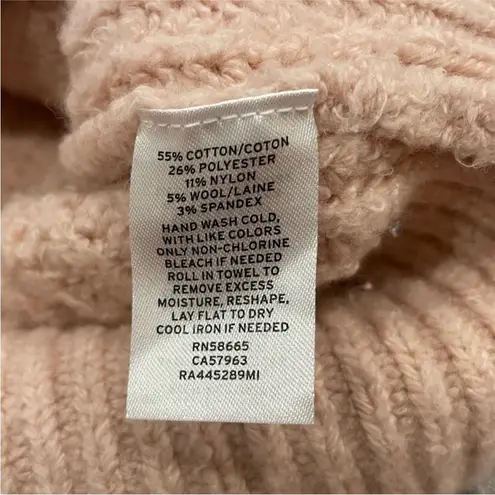 55% COTTON/COTON
26% POLYESTER
11% NYLON
5% WOOL/LAINE
3% SPANDEX
HAND WASH COLD,
WITH LIKE COLORS
ONLY NON-CHLORINE
BLEACH IF NEEDED
ROLL IN TOWEL TO
REMOVE EXCESS
MOISTURE, RESHAPE,
LAY FLAT TO DRY
COOL IRON IF NEEDED
RN58665
CA57963
RA445289MI